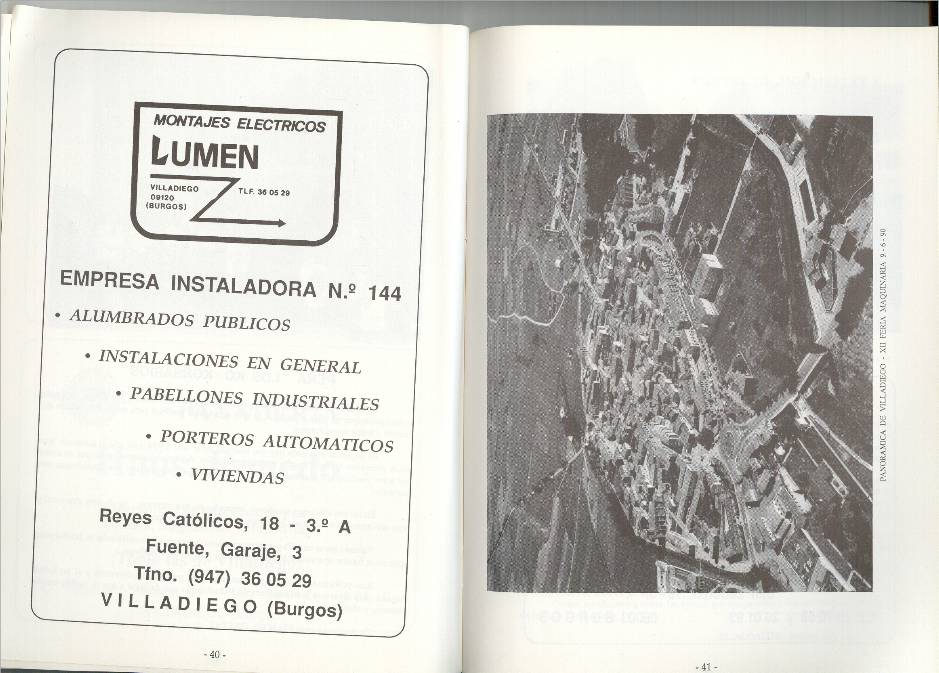 MONTAJES ELECTRICOS
LUMEN
VILLADIEGO
09120
(BURGOS)
TLF. 36 05 29
EMPRESA INSTALADORA N.º 144
• ALUMBRADOS PUBLICOS
• INSTALACIONES EN GENERAL
• PABELLONES INDUSTRIALES
• PORTEROS AUTOMATICOS
• VIVIENDAS
Reyes Católicos, 18 - 3.º A
Fuente, Garaje, 3
Tfno. (947) 36 05 29
VILLADIEGO (Burgos)
- 40 -
PANORAMICA DE VILLADIEGO - XII FERIA MAQUINARIA 9 - 6 - 90
- 41 -